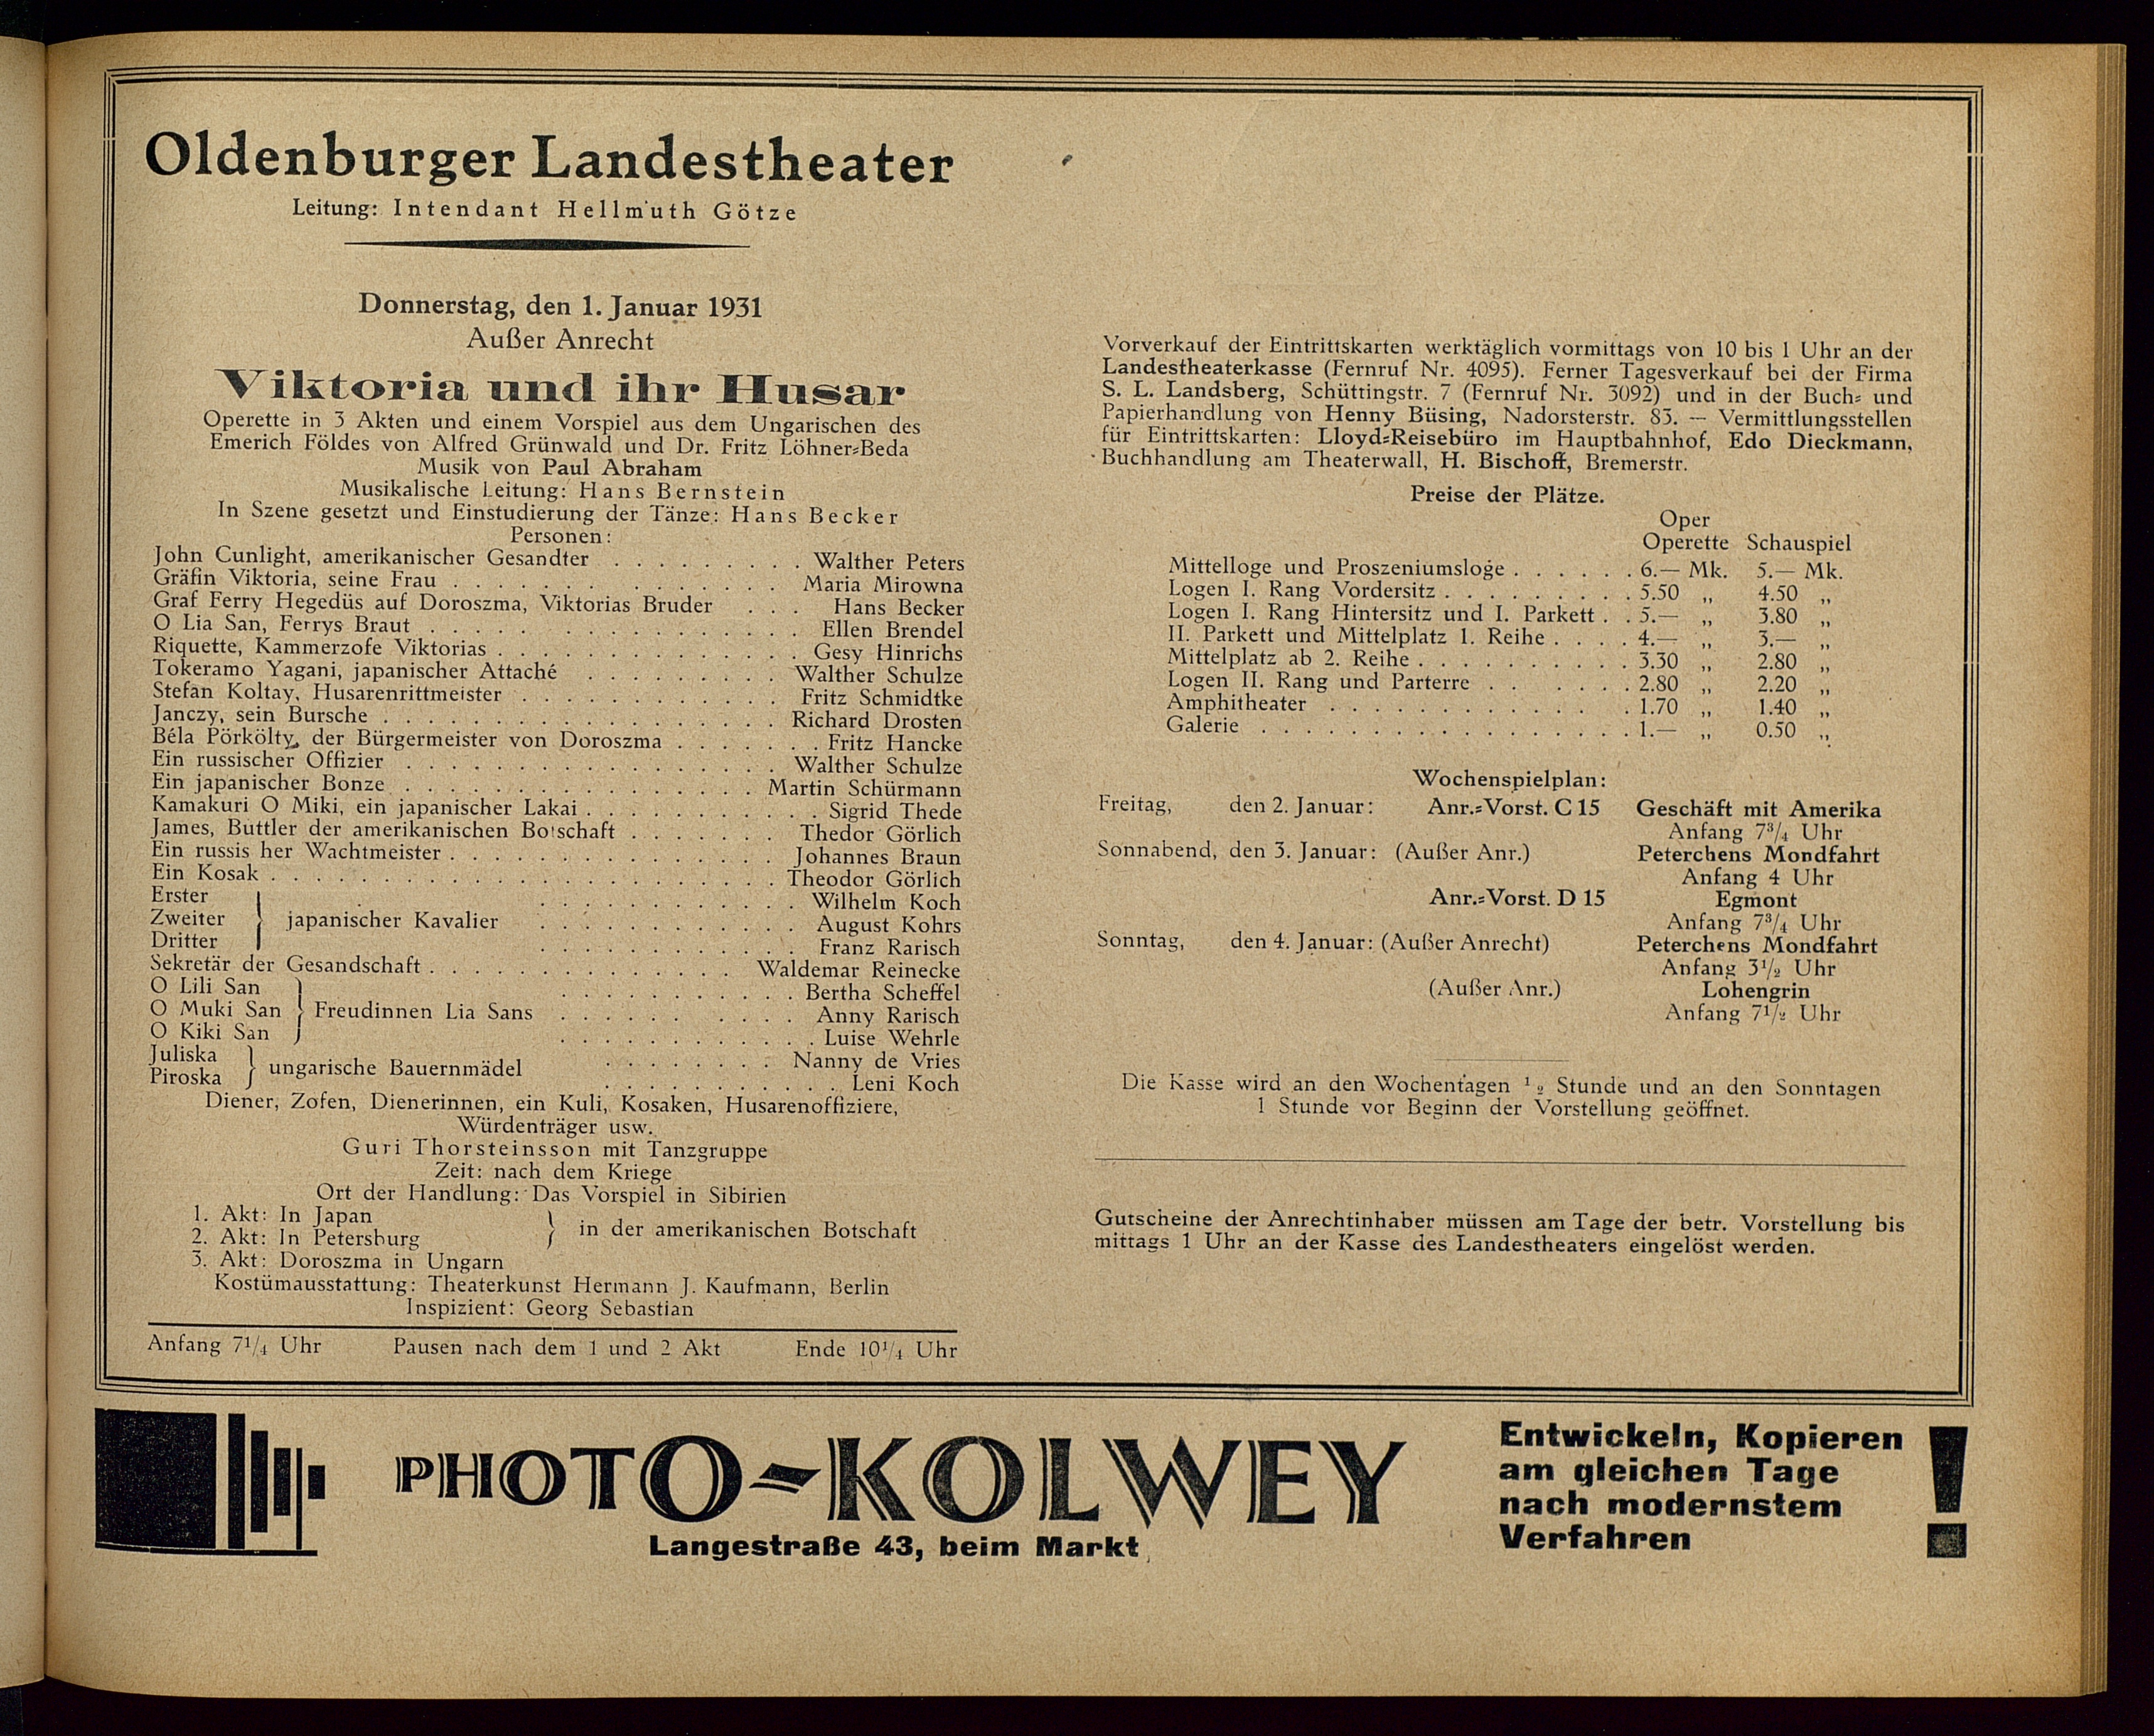 Oldenburger Landestheater
Leitung: Intendant Hellmuth Götze
Donnerstag, den 1. Januar 1931
Außer Anrecht
Viktoria und ihr Husar
Operette in 3 Akten und einem Vorspiel aus dem Ungarischen des
Emerich Földes von Alfred Grünwald und Dr. Fritz Löhner-Beda
Musik von Paul Abraham
Musikalische Leitung: Hans Bernstein
In Szene gesetzt und Einstudierung der Tänze: Hans Becker
Personen:
John Cunlight, amerikanischer Gesandter . . . . . . . . . Walther Peters
Gräfin Viktoria, seine Frau . . . . . . . . . . . . . . . Maria Mirowna
Graf Ferry Hegedüs auf Doroszma, Viktorias Bruder . . . Hans Becker
O Lia San, Ferrys Braut . . . . . . . . . . . . . . . . Ellen Brendel
Riquette, Kammerzofe Viktorias . . . . . . . . . . . . . . Gesy Hinrichs
Tokeramo Yagani, japanischer Attaché . . . . . . . . . Walther Schulze
Stefan Koltay, Husarenrittmeister . . . . . . . . . . . . Fritz Schmidtke
Janczy, sein Bursche . . . . . . . . . . . . . . . . . . Richard Drosten
Béla Pörkölty, der Bürgermeister von Doroszma . . . . . . . Fritz Hancke
Ein russischer Offizier . . . . . . . . . . . . . . . . . Walther Schulze
Ein japanischer Bonze . . . . . . . . . . . . . . . . Martin Schürmann
Kamakuri O Miki, ein japanischer Lakai . . . . . . . . . . . Sigrid Thede
James, Buttler der amerikanischen Botschaft . . . . . . . Thedor Görlich
Ein russis her Wachtmeister . . . . . . . . . . . . . . . Johannes Braun
Ein Kosak . . . . . . . . . . . . . . . . . . . . . . . Theodor Görlich
Erster . . . . . . . . . . . . Wilhelm Koch
Zweiter } japanischer Kavalier . . . . . . . . . . . . August Kohrs
Dritter . . . . . . . . . . . . Franz Rarisch
Sekretär der Gesandschaft . . . . . . . . . . . . . . Waldemar Reinecke
O Lili San . . . . . . . . . . . Bertha Scheffel
O Muki San } Freudinnen Lia Sans . . . . . . . . . . Anny Rarisch
O Kiki San . . . . . . . . . . . . Luise Wehrle
Juliska . . . . . . . . Nanny de Vries
} ungarische Bauernmädel
Piroska . . . . . . . . . . . Leni Koch
Diener, Zofen, Dienerinnen, ein Kuli, Kosaken, Husarenoffiziere,
Würdenträger usw.
Guri Thorsteinsson mit Tanzgruppe
Zeit: nach dem Kriege
Ort der Handlung: Das Vorspiel in Sibirien
1. Akt: In Japan
} in der amerikanischen Botschaft
2. Akt: In Petersburg
3. Akt: Doroszma in Ungarn
Kostümausstattung: Theaterkunst Hermann J. Kaufmann, Berlin
Inspizient: Georg Sebastian
Anfang 7¹/₄ Uhr Pausen nach dem 1 und 2 Akt Ende 10¹/₄ Uhr
Vorverkauf der Eintrittskarten werktäglich vormittags von 10 bis 1 Uhr an der
Landestheaterkasse (Fernruf Nr. 4095). Ferner Tagesverkauf bei der Firma
S. L. Landsberg, Schüttingstr. 7 (Fernruf Nr. 3092) und in der Buch- und
Papierhandlung von Henny Büsing, Nadorsterstr. 83. — Vermittlungsstellen
für Eintrittskarten: Lloyd-Reisebüro im Hauptbahnhof, Edo Dieckmann,
Buchhandlung am Theaterwall, H. Bischoff, Bremerstr.
Preise der Plätze.
Oper
Operette Schauspiel
Mittelloge und Proszeniumsloge . . . . . . 6.— Mk. 5.— Mk.
Logen I. Rang Vordersitz . . . . . . . . . 5.50 „ 4.50 „
Logen I. Rang Hintersitz und I. Parkett . . 5.— „ 3.80 „
II. Parkett und Mittelplatz 1. Reihe . . . . 4.— „ 3.— „
Mittelplatz ab 2. Reihe . . . . . . . . . . 3.30 „ 2.80 „
Logen II. Rang und Parterre . . . . . . 2.80 „ 2.20 „
Amphitheater . . . . . . . . . . . . 1.70 „ 1.40 „
Galerie . . . . . . . . . . . . . . . . . 1.— „ 0.50 „
Wochenspielplan:
Freitag, den 2. Januar: Anr.-Vorst. C 15 Geschäft mit Amerika
Anfang 7³/₄ Uhr
Sonnabend, den 3. Januar: (Außer Anr.) Peterchens Mondfahrt
Anfang 4 Uhr
Anr.-Vorst. D 15 Egmont
Anfang 7³/₄ Uhr
Sonntag, den 4. Januar: (Außer Anrecht) Peterchens Mondfahrt
Anfang 3¹/₂ Uhr
(Außer Anr.) Lohengrin
Anfang 7¹/₂ Uhr
Die Kasse wird an den Wochentagen ¹ ₂ Stunde und an den Sonntagen
1 Stunde vor Beginn der Vorstellung geöffnet.
Gutscheine der Anrechtinhaber müssen am Tage der betr. Vorstellung bis
mittags 1 Uhr an der Kasse des Landestheaters eingelöst werden.
PHOTO-KOLWEY
Langestraße 43, beim Markt
Entwickeln, Kopieren
am gleichen Tage
nach modernstem
Verfahren
!